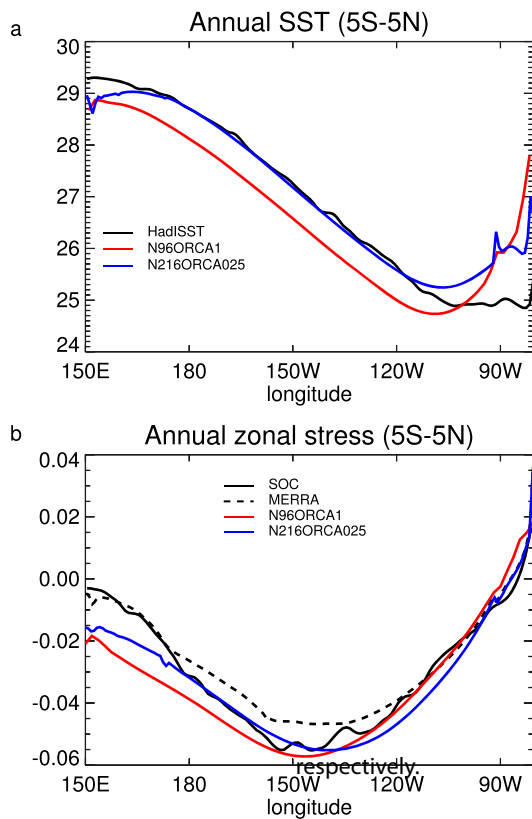 a
Annual SST (5S-5N)
30
29
28
27
26
25
24
HadISST
N96ORCA1
N216ORCA025
150E 180 150W 120W 90W
longitude
b
Annual zonal stress (5S-5N)
0.04
0.02
0.00
-0.02
-0.04
-0.06
SOC
MERRA
N96ORCA1
N216ORCA025
respectively.
150E 180 150W 120W 90W
longitude